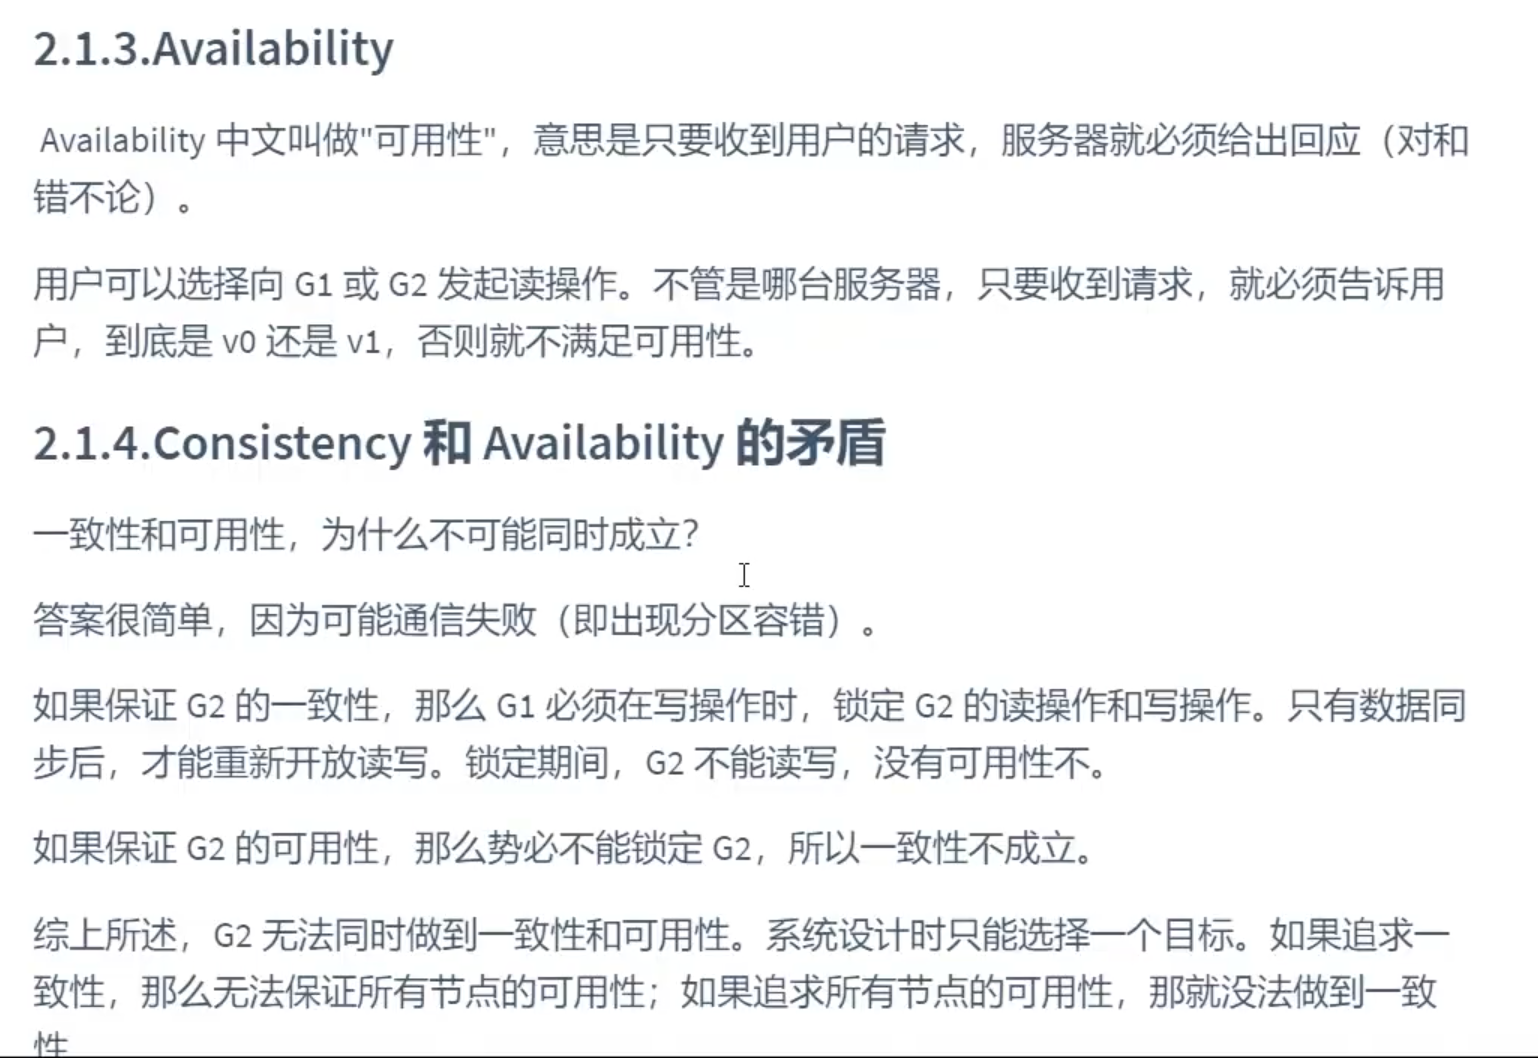 2.1.3.Availability
Availability 中文叫做"可用性"，意思是只要收到用户的请求，服务器就必须给出回应（对和
错不论）。
用户可以选择向 G1 或 G2 发起读操作。不管是哪台服务器，只要收到请求，就必须告诉用
户，到底是 v0 还是 v1，否则就不满足可用性。
2.1.4.Consistency 和 Availability 的矛盾
一致性和可用性，为什么不可能同时成立？
答案很简单，因为可能通信失败（即出现分区容错）。
如果保证 G2 的一致性，那么 G1 必须在写操作时，锁定 G2 的读操作和写操作。只有数据同
步后，才能重新开放读写。锁定期间，G2 不能读写，没有可用性不。
如果保证 G2 的可用性，那么势必不能锁定 G2，所以一致性不成立。
综上所述，G2 无法同时做到一致性和可用性。系统设计时只能选择一个目标。如果追求一
致性，那么无法保证所有节点的可用性；如果追求所有节点的可用性，那就没法做到一致
性